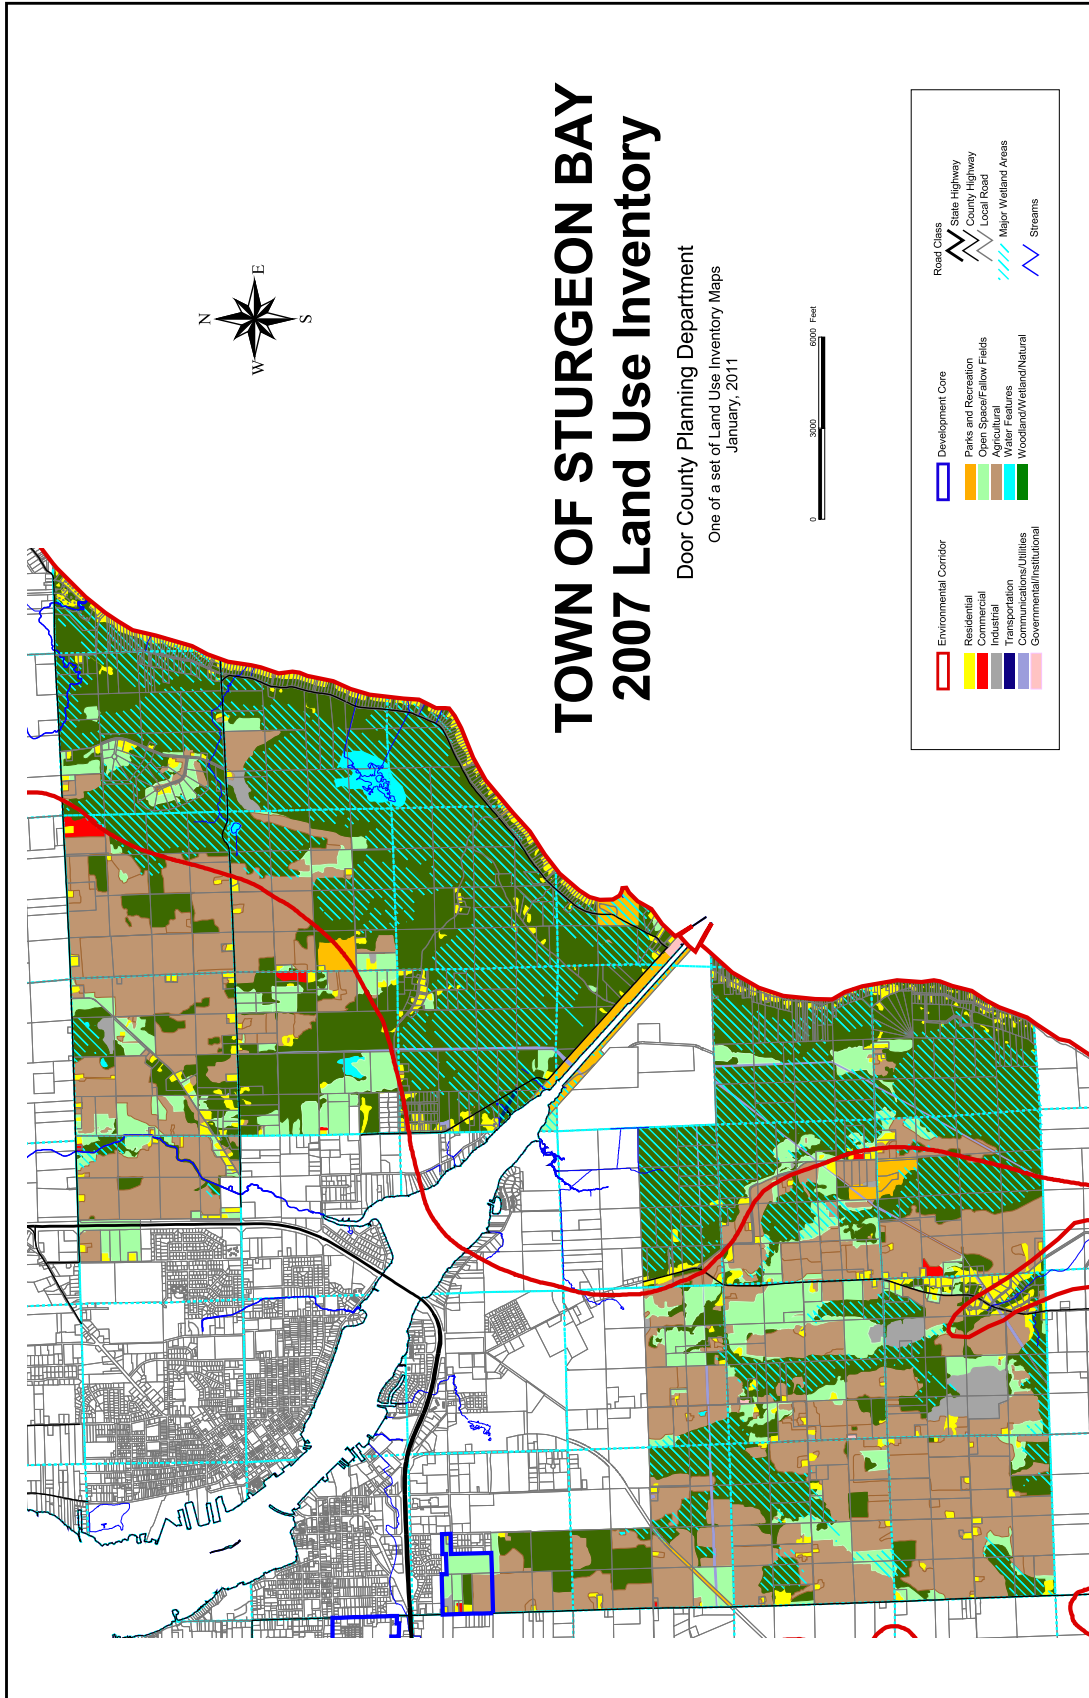 TOWN OF STURGEON BAY
2007 Land Use Inventory
Door County Planning Department
One of a set of Land Use Inventory Maps
January, 2011
N
E
S
W
0
3000
6000
Feet
Environmental Corridor
Residential
Commercial
Industrial
Transportation
Communications/Utilities
Governmental/Institutional
Development Core
Parks and Recreation
Open Space/Fallow Fields
Agricultural
Water Features
Woodland/Wetland/Natural
Road Class
State Highway
County Highway
Local Road
Major Wetland Areas
Streams